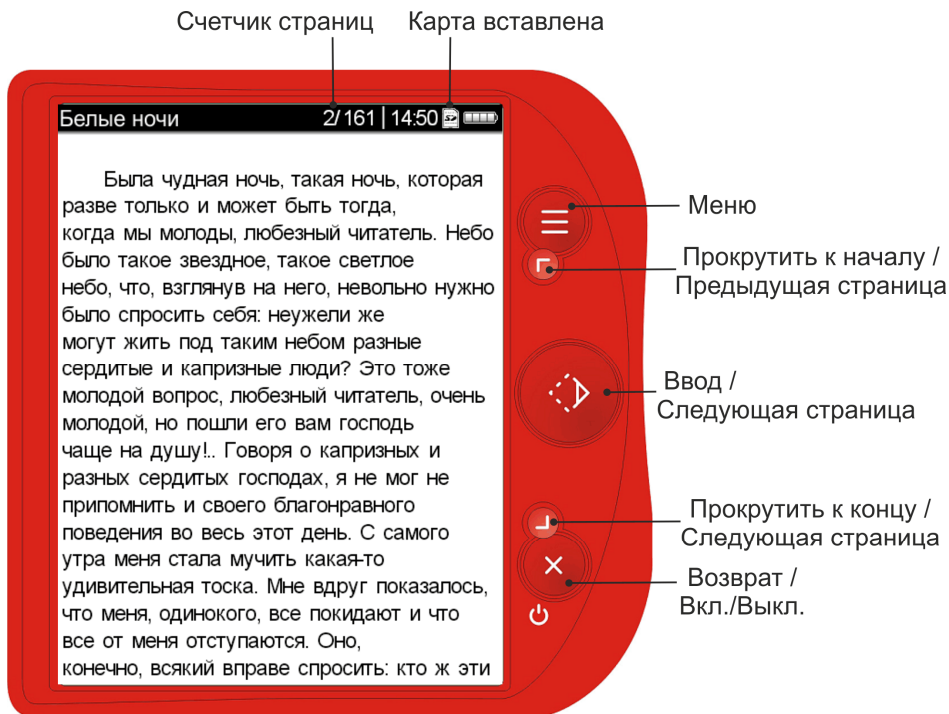 Счетчик страниц
Карта вставлена
Белые ночи 2/161 | 14:50
Была чудная ночь, такая ночь, которая
разве только и может быть тогда,
когда мы молоды, любезный читатель. Небо
было такое звездное, такое светлое
небо, что, взглянув на него, невольно нужно
было спросить себя: неужели же
могут жить под таким небом разные
сердитые и капризные люди? Это тоже
молодой вопрос, любезный читатель, очень
молодой, но пошли его вам господь
чаще на душу!.. Говоря о капризных и
разных сердитых господах, я не мог не
припомнить и своего благонравного
поведения во весь этот день. С самого
утра меня стала мучить какая-то
удивительная тоска. Мне вдруг показалось,
что меня, одинокого, все покидают и что
все от меня отступаются. Оно,
конечно, всякий вправе спросить: кто ж эти
Меню
Прокрутить к началу /
Предыдущая страница
Ввод /
Следующая страница
Прокрутить к концу /
Следующая страница
Возврат /
Вкл./Выкл.